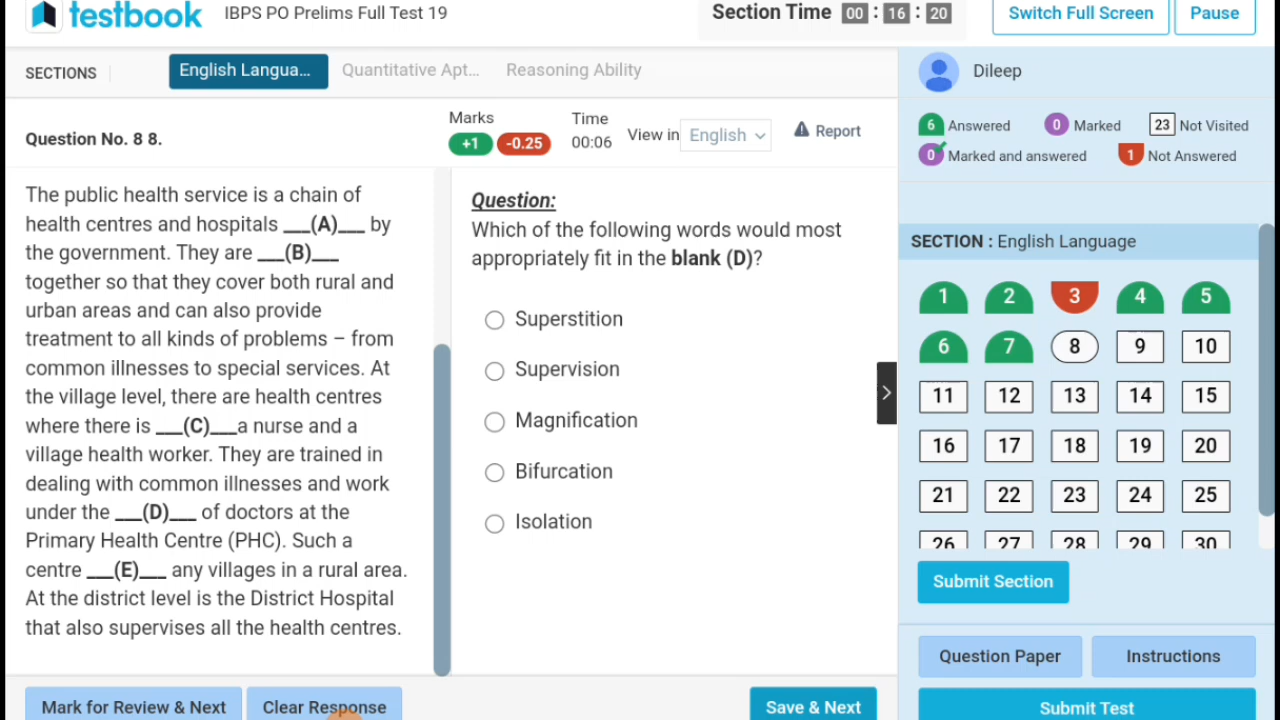 testbook
IBPS PO Prelims Full Test 19
Section Time 00 : 16 : 20
Switch Full Screen
Pause
SECTIONS
English Langua...
Quantitative Apt...
Reasoning Ability
Dileep
Question No. 8 8.
Marks
+1 -0.25
Time
00:06
View in English
Report
6 Answered
0 Marked
23 Not Visited
0 Marked and answered
1 Not Answered
The public health service is a chain of
health centres and hospitals ___(A)___ by
the government. They are ___(B)___
together so that they cover both rural and
urban areas and can also provide
treatment to all kinds of problems – from
common illnesses to special services. At
the village level, there are health centres
where there is ___(C)___a nurse and a
village health worker. They are trained in
dealing with common illnesses and work
under the ___(D)___ of doctors at the
Primary Health Centre (PHC). Such a
centre ___(E)___ any villages in a rural area.
At the district level is the District Hospital
that also supervises all the health centres.
Question:
Which of the following words would most
appropriately fit in the blank (D)?
Superstition
Supervision
Magnification
Bifurcation
Isolation
SECTION : English Language
1 2 3 4 5
6 7 8 9 10
11 12 13 14 15
16 17 18 19 20
21 22 23 24 25
26 27 28 29 30
Submit Section
Question Paper
Instructions
Mark for Review & Next
Clear Response
Save & Next
Submit Test